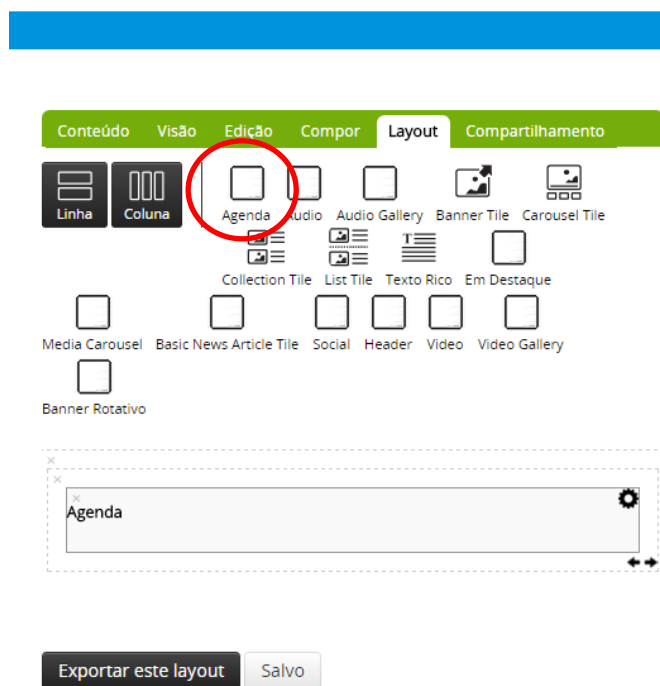 Conteúdo Visão Edição Compor Layout Compartilhamento
Linha Coluna Agenda Audio Audio Gallery Banner Tile Carousel Tile
Collection Tile List Tile Texto Rico Em Destaque
Media Carousel Basic News Article Tile Social Header Video Video Gallery
Banner Rotativo
Agenda
Exportar este layout Salvo